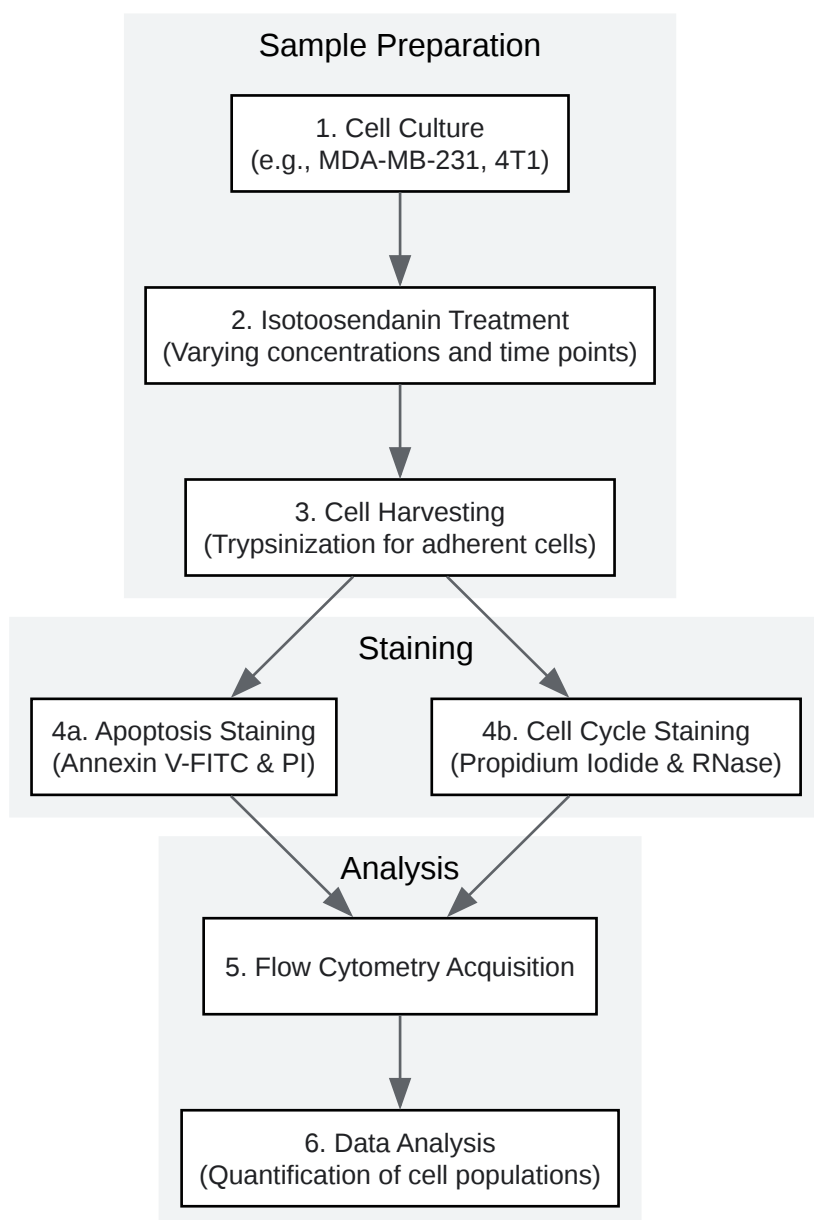 Sample Preparation
1. Cell Culture
(e.g., MDA-MB-231, 4T1)
2. Isotoosendanin Treatment
(Varying concentrations and time points)
3. Cell Harvesting
(Trypsinization for adherent cells)
Staining
4a. Apoptosis Staining
(Annexin V-FITC & PI)
4b. Cell Cycle Staining
(Propidium Iodide & RNase)
Analysis
5. Flow Cytometry Acquisition
6. Data Analysis
(Quantification of cell populations)